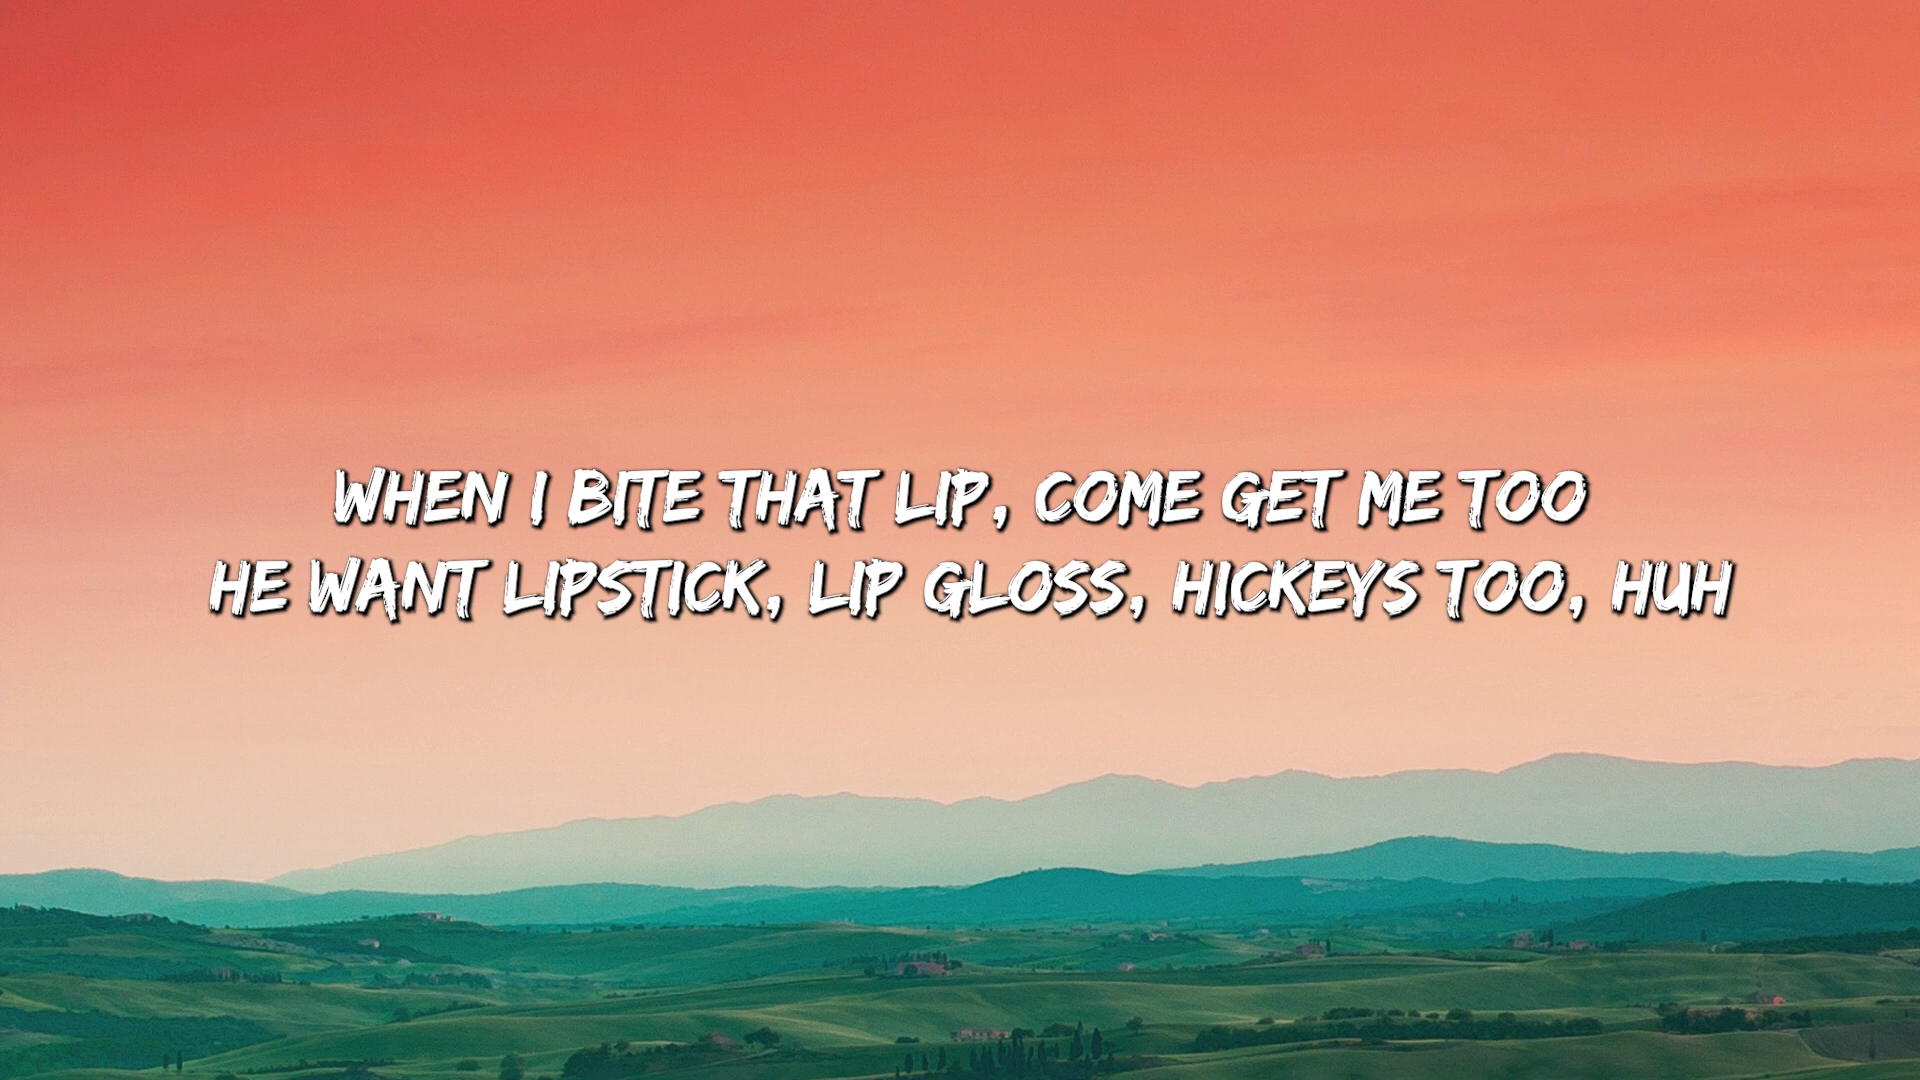 WHEN I BITE THAT LIP, COME GET ME TOO
HE WANT LIPSTICK, LIP GLOSS, HICKEYS TOO, HUH